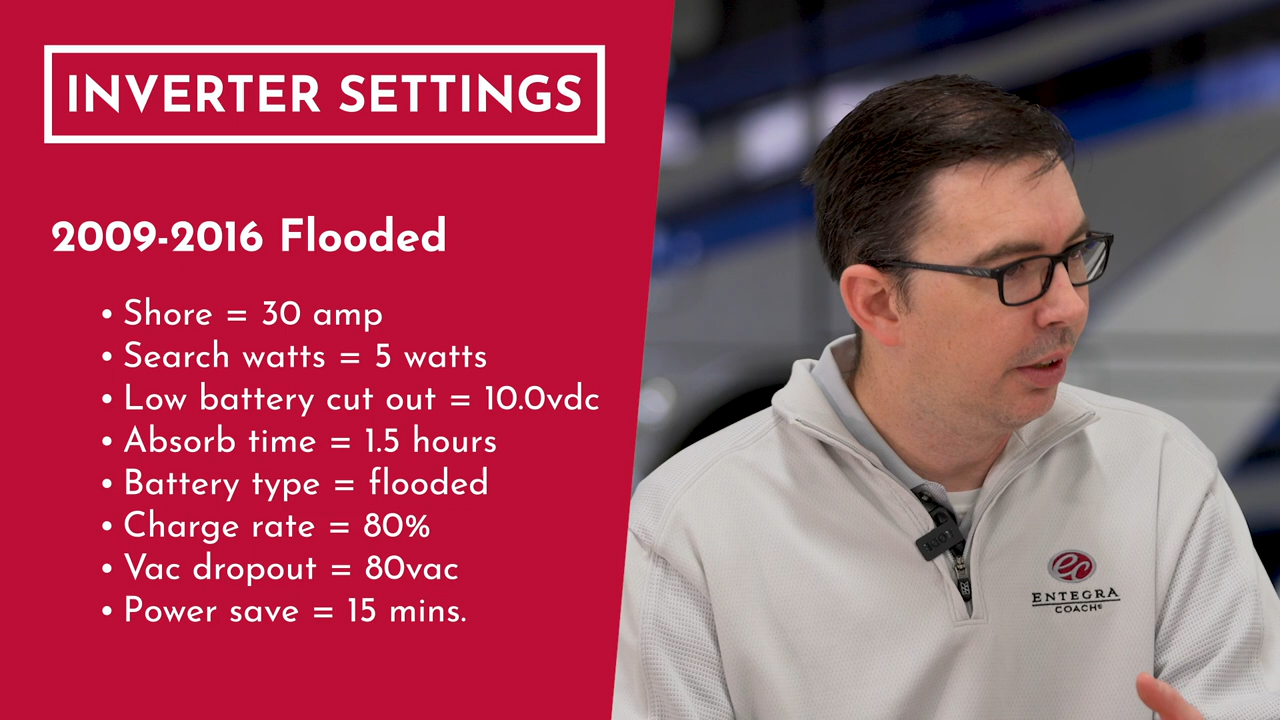 INVERTER SETTINGS
2009-2016 Flooded
• Shore = 30 amp
• Search watts = 5 watts
• Low battery cut out = 10.0vdc
• Absorb time = 1.5 hours
• Battery type = flooded
• Charge rate = 80%
• Vac dropout = 80vac
• Power save = 15 mins.
ec
ENTEGRA
COACH®